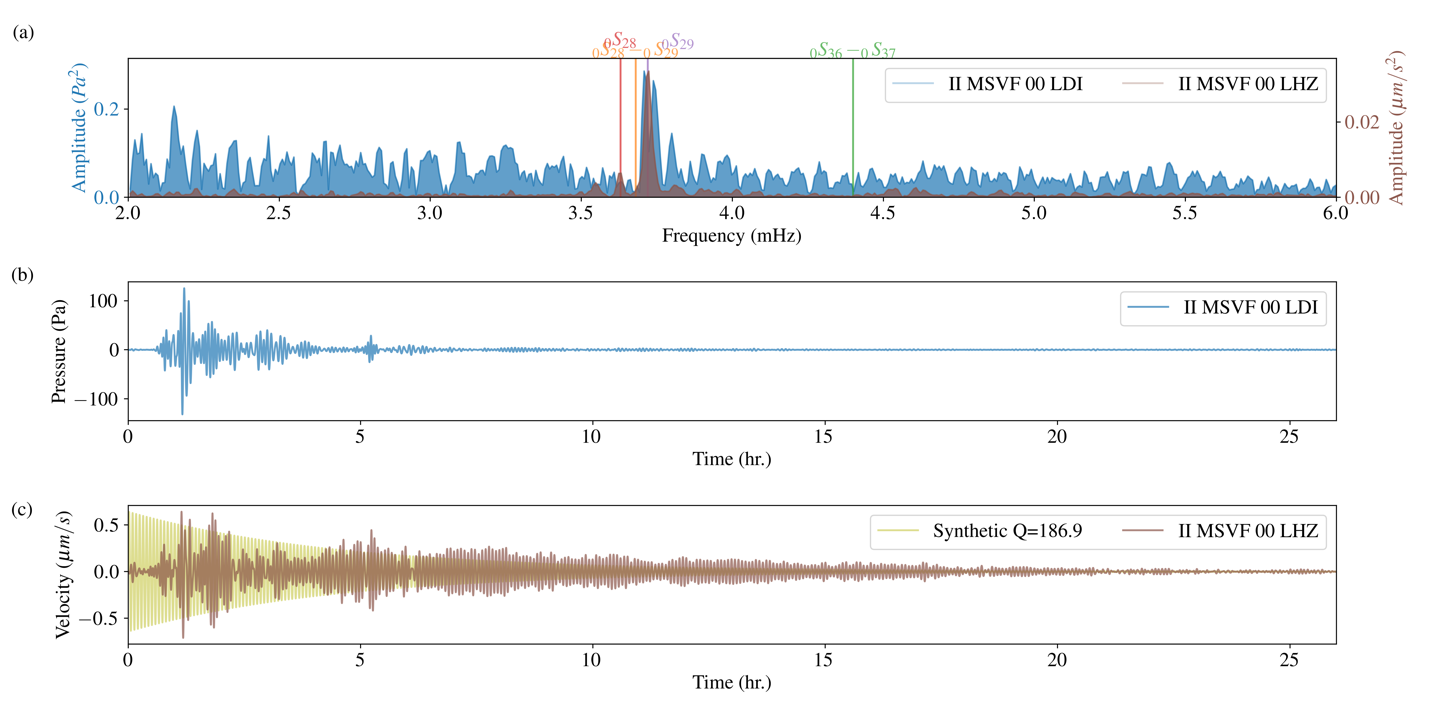 (a)
₀S₂₈
₀S₂₉
₀S₂₈ −₀ S₂₉
₀S₃₆ −₀ S₃₇
II MSVF 00 LDI
II MSVF 00 LHZ
Amplitude (Pa²)
0.2
0.0
Amplitude (μm/s²)
0.02
0.00
2.0 2.5 3.0 3.5 4.0 4.5 5.0 5.5 6.0
Frequency (mHz)
(b)
Pressure (Pa)
100
0
−100
II MSVF 00 LDI
0 5 10 15 20 25
Time (hr.)
(c)
Velocity (μm/s)
0.5
0.0
−0.5
Synthetic Q=186.9
II MSVF 00 LHZ
0 5 10 15 20 25
Time (hr.)